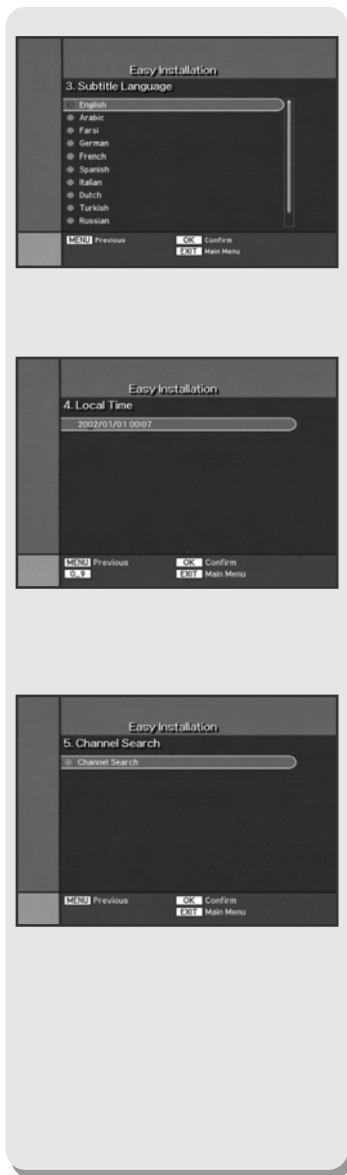 Easy Installation
3. Subtitle Language
English
Arabic
Farsi
German
French
Spanish
Italian
Dutch
Turkish
Russian
MENU Previous OK Confirm
EXIT Main Menu
Easy Installation
4. Local Time
2002/01/01 00:07
MENU Previous OK Confirm
0..9 EXIT Main Menu
Easy Installation
5. Channel Search
Channel Search
MENU Previous OK Confirm
EXIT Main Menu